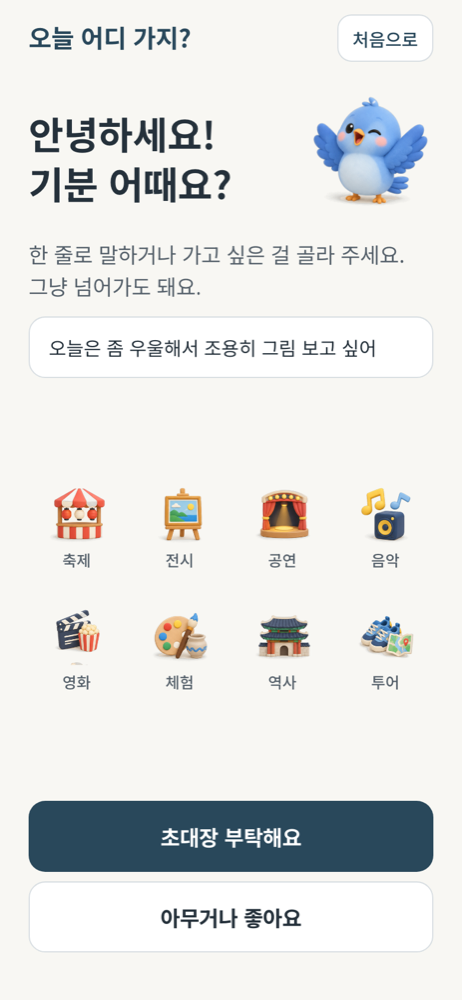 오늘 어디 가지?
처음으로
안녕하세요!
기분 어때요?
한 줄로 말하거나 가고 싶은 걸 골라 주세요.
그냥 넘어가도 돼요.
오늘은 좀 우울해서 조용히 그림 보고 싶어
축제
전시
공연
음악
영화
체험
역사
투어
초대장 부탁해요
아무거나 좋아요